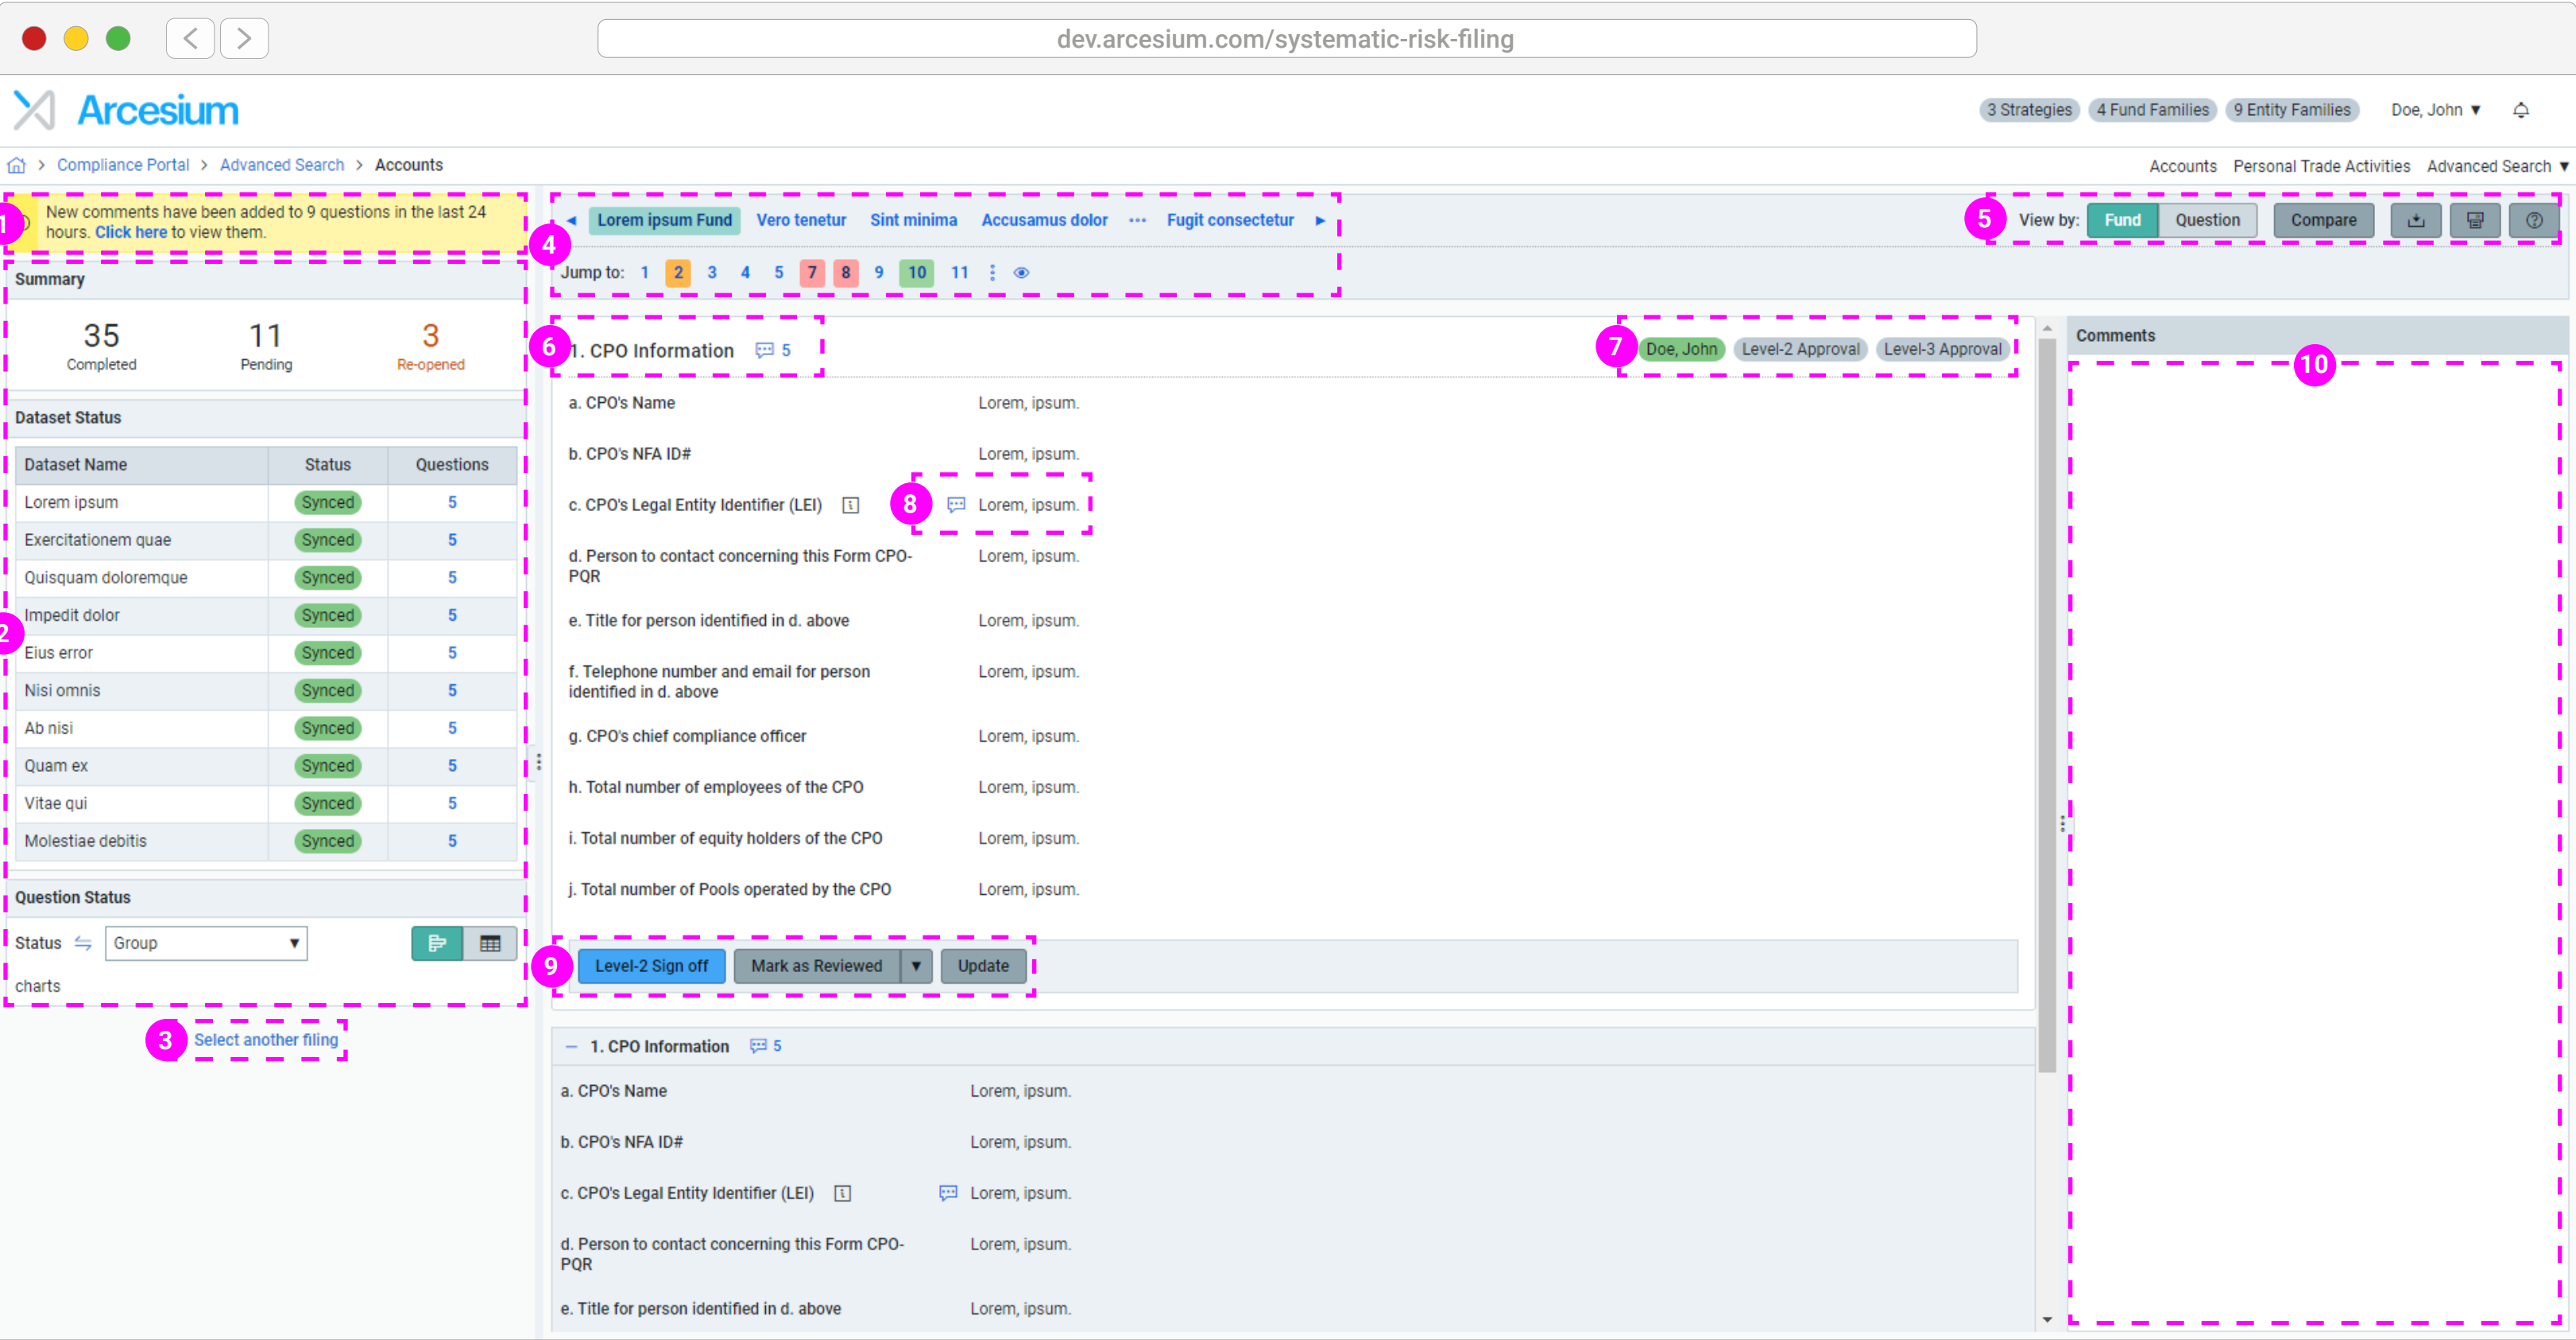 dev.arcesium.com/systematic-risk-filing
Arcesium
3 Strategies 4 Fund Families 9 Entity Families Doe, John ▼
> Compliance Portal > Advanced Search > Accounts
Accounts Personal Trade Activities Advanced Search ▼
1
New comments have been added to 9 questions in the last 24
hours. Click here to view them.
Summary
35 11 3
Completed Pending Re-opened
Dataset Status
Dataset Name Status Questions
Lorem ipsum Synced 5
Exercitationem quae Synced 5
Quisquam doloremque Synced 5
Impedit dolor Synced 5
2
Eius error Synced 5
Nisi omnis Synced 5
Ab nisi Synced 5
Quam ex Synced 5
Vitae qui Synced 5
Molestiae debitis Synced 5
Question Status
Status Group ▼
charts
3 Select another filing
4
◄ Lorem ipsum Fund Vero tenetur Sint minima Accusamus dolor ••• Fugit consectetur ►
Jump to: 1 2 3 4 5 7 8 9 10 11
5 View by: Fund Question Compare
6 1. CPO Information 5
7 Doe, John Level-2 Approval Level-3 Approval
a. CPO's Name Lorem, ipsum.
b. CPO's NFA ID# Lorem, ipsum.
c. CPO's Legal Entity Identifier (LEI) i 8 Lorem, ipsum.
d. Person to contact concerning this Form CPO- Lorem, ipsum.
PQR
e. Title for person identified in d. above Lorem, ipsum.
f. Telephone number and email for person Lorem, ipsum.
identified in d. above
g. CPO's chief compliance officer Lorem, ipsum.
h. Total number of employees of the CPO Lorem, ipsum.
i. Total number of equity holders of the CPO Lorem, ipsum.
j. Total number of Pools operated by the CPO Lorem, ipsum.
9 Level-2 Sign off Mark as Reviewed ▼ Update
– 1. CPO Information 5
a. CPO's Name Lorem, ipsum.
b. CPO's NFA ID# Lorem, ipsum.
c. CPO's Legal Entity Identifier (LEI) i Lorem, ipsum.
d. Person to contact concerning this Form CPO- Lorem, ipsum.
PQR
e. Title for person identified in d. above Lorem, ipsum.
Comments
10